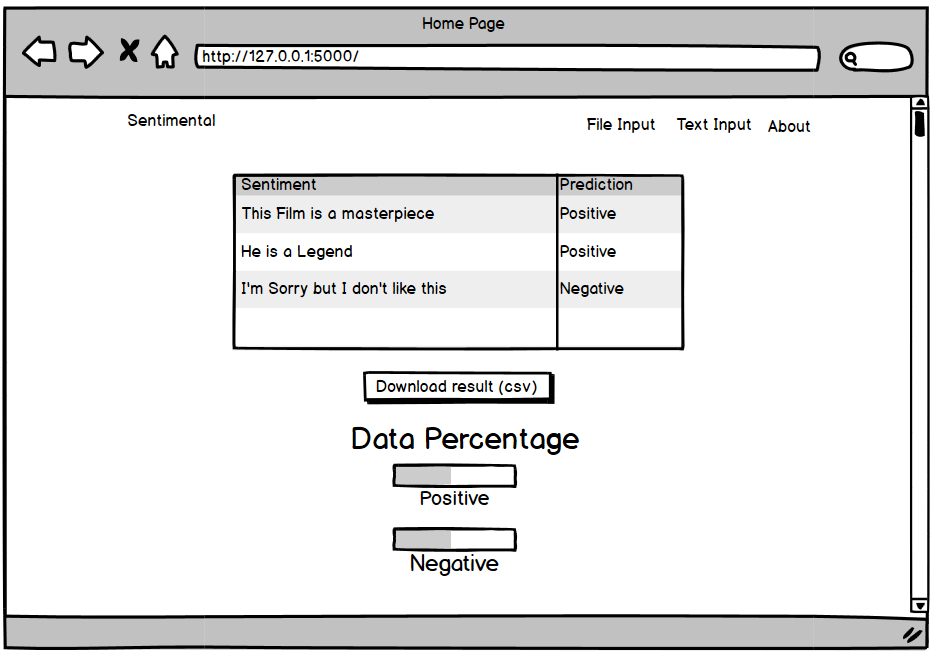 Home Page
http://127.0.0.1:5000/
Sentimental File Input Text Input About
Sentiment Prediction
This Film is a masterpiece Positive
He is a Legend Positive
I'm Sorry but I don't like this Negative
Download result (csv)
Data Percentage
Positive
Negative